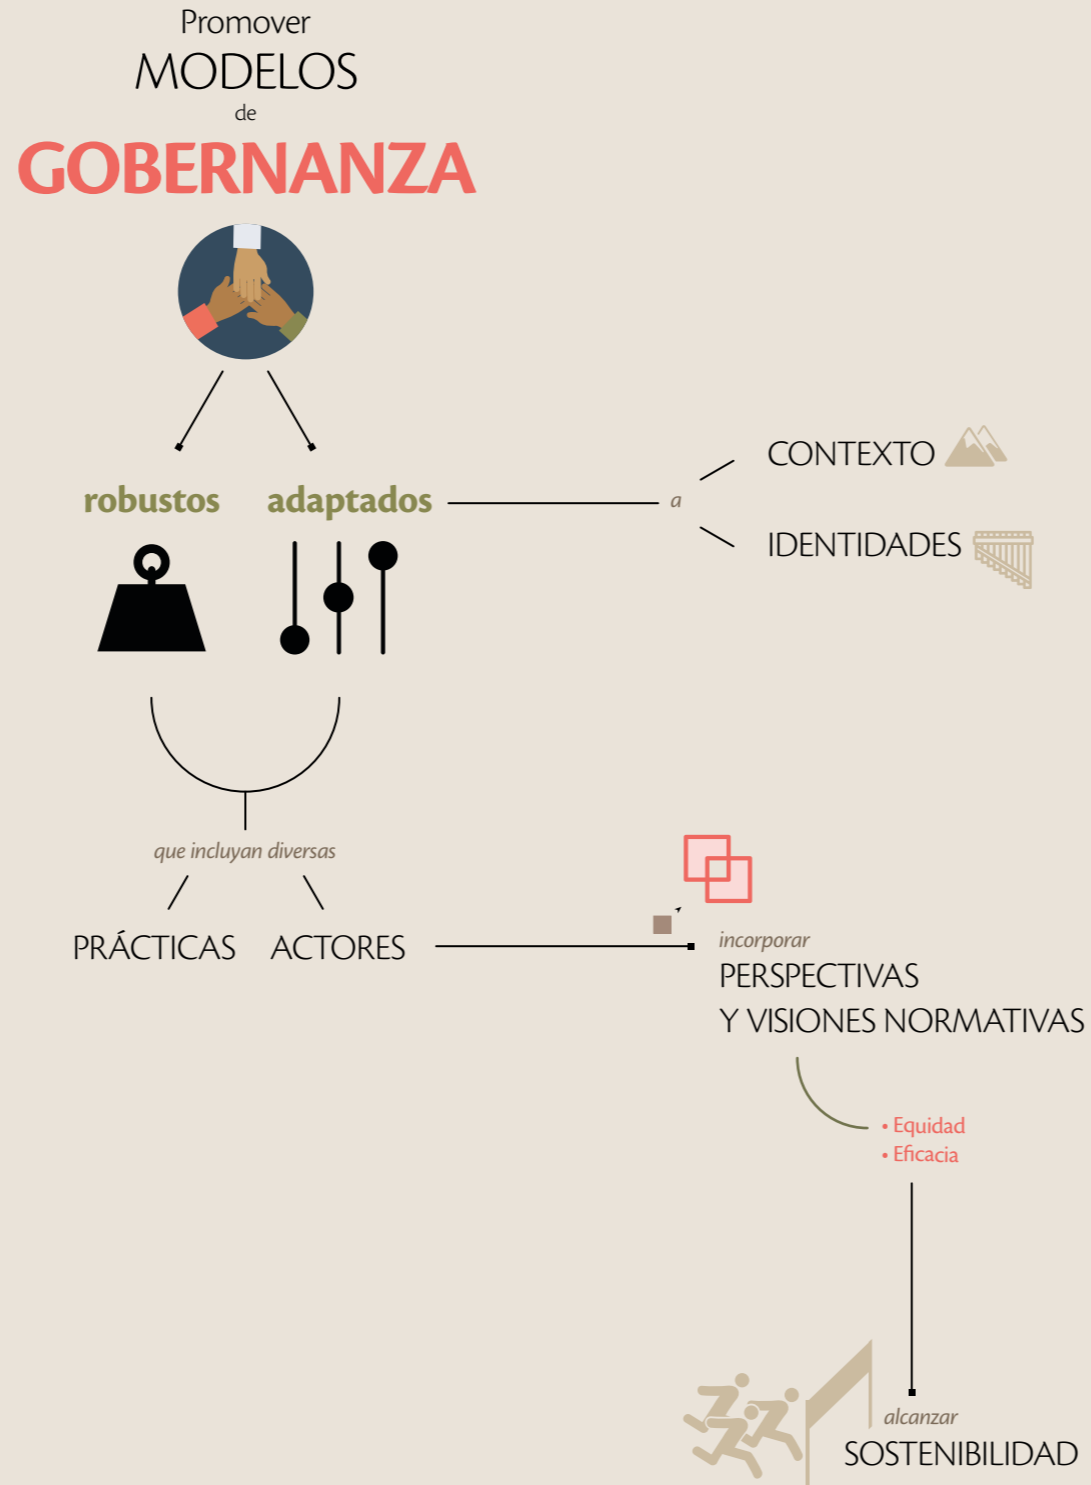 Promover
MODELOS
de
GOBERNANZA
robustos
adaptados
a
CONTEXTO
IDENTIDADES
que incluyan diversas
PRÁCTICAS
ACTORES
incorporar
PERSPECTIVAS
Y VISIONES NORMATIVAS
• Equidad
• Eficacia
alcanzar
SOSTENIBILIDAD